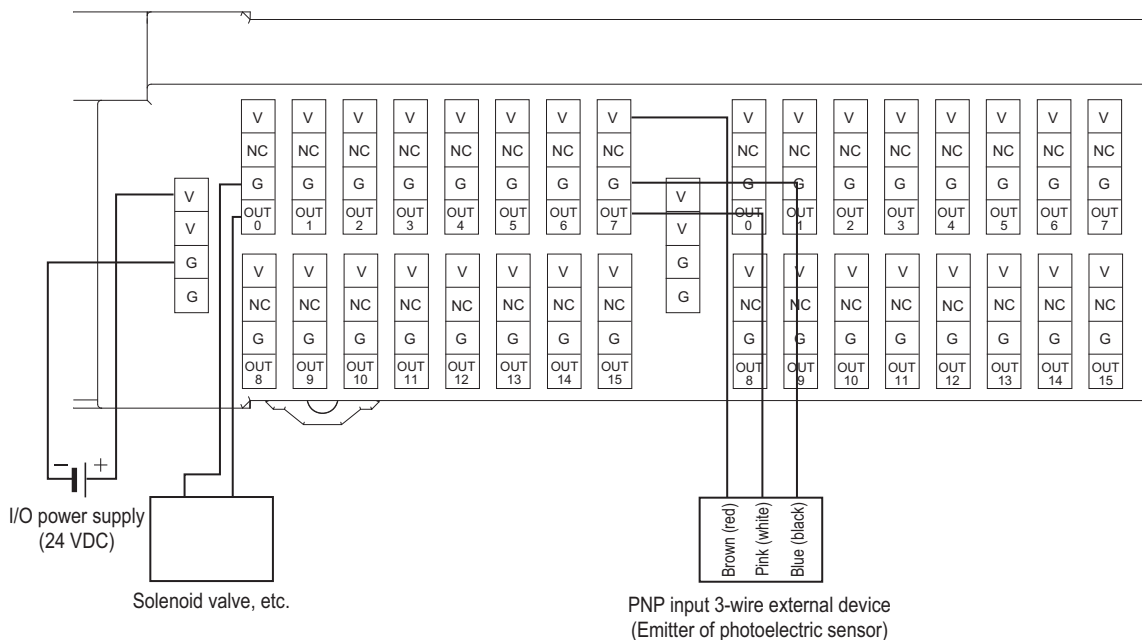 V V V V V V V V V V V V V V V V
NC NC NC NC NC NC NC NC NC NC NC NC NC NC NC NC
G G G G G G G G G G G G G G G G
OUT OUT OUT OUT OUT OUT OUT OUT OUT OUT OUT OUT OUT OUT OUT OUT
0 1 2 3 4 5 6 7 0 1 2 3 4 5 6 7
V V
V V
G G
G G
V V V V V V V V V V V V V V V V
NC NC NC NC NC NC NC NC NC NC NC NC NC NC NC NC
G G G G G G G G G G G G G G G G
OUT OUT OUT OUT OUT OUT OUT OUT OUT OUT OUT OUT OUT OUT OUT OUT
8 9 10 11 12 13 14 15 8 9 10 11 12 13 14 15
− +
I/O power supply
(24 VDC)
Solenoid valve, etc.
Brown (red)
Pink (white)
Blue (black)
PNP input 3-wire external device
(Emitter of photoelectric sensor)